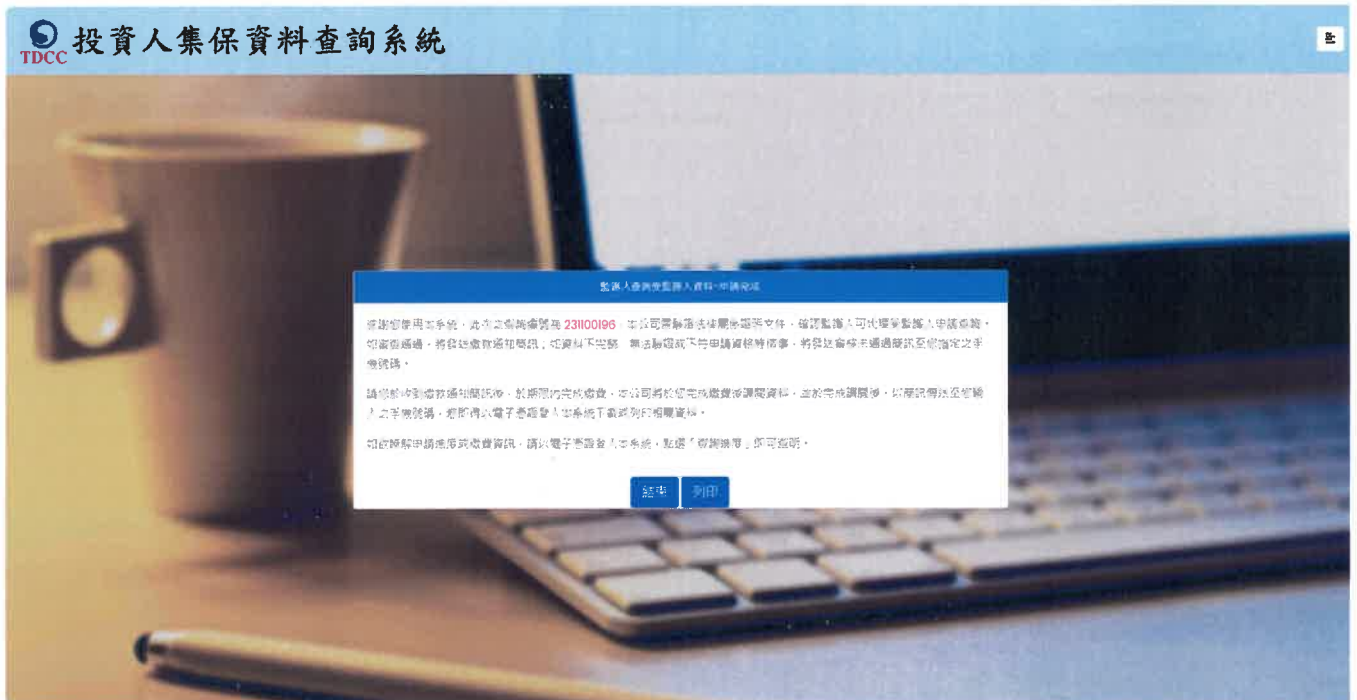 TDCC 投資人集保資料查詢系統
監護人查詢受監護人資料-申請完成
感謝您使用本系統,此次之查詢編號為 231100196,本公司需驗證法律關係證明文件,確認監護人可代理受監護人申請查詢。
如審查通過,將發送繳款通知簡訊;如資料不完整、無法驗證或不符申請資格等情事,將發送審核未通過簡訊至您指定之手
機號碼。
請您於收到繳款通知簡訊後,於期限內完成繳費,本公司將於您完成繳費後調閱資料,並於完成調閱後,以簡訊傳送至您輸
入之手機號碼,您即得以電子憑證登入本系統下載或列印相關資料。
如欲瞭解申請進度或繳費資訊,請以電子憑證登入本系統,點選「查詢進度」即可查明。
結束 列印